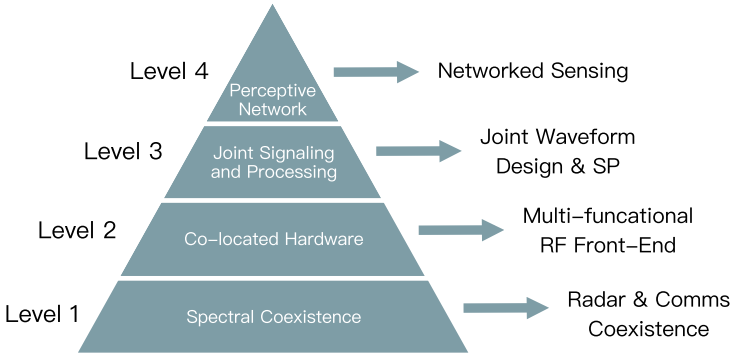 Level 4
Perceptive
Network
Networked Sensing
Level 3
Joint Signaling
and Processing
Joint Waveform
Design & SP
Level 2
Co-located Hardware
Multi-funcational
RF Front-End
Level 1
Spectral Coexistence
Radar & Comms
Coexistence